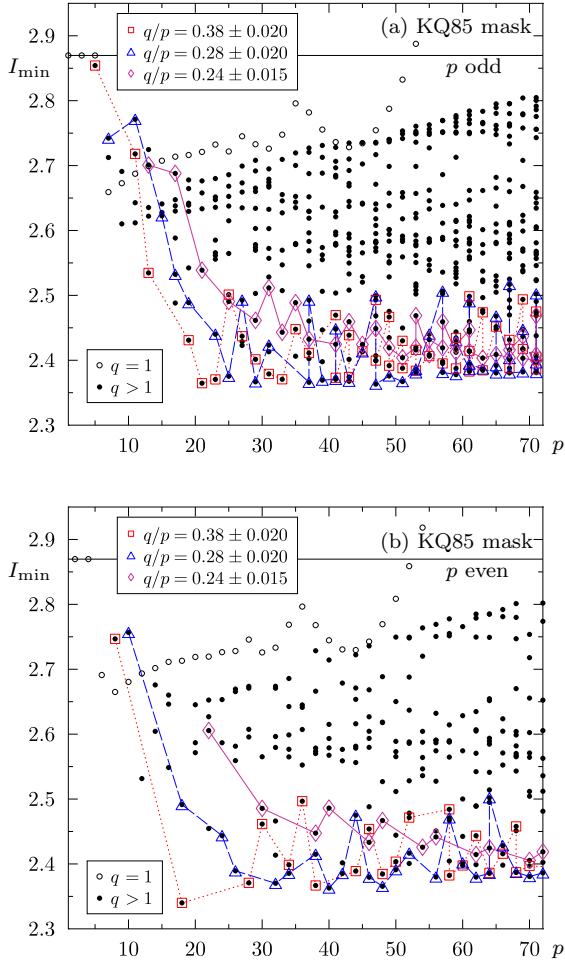 2.9
2.8
2.7
2.6
2.5
2.4
2.3
I_min
q/p = 0.38 ± 0.020
q/p = 0.28 ± 0.020
q/p = 0.24 ± 0.015
(a) KQ85 mask
p odd
q = 1
q > 1
10 20 30 40 50 60 70 p
2.9
2.8
2.7
2.6
2.5
2.4
2.3
I_min
q/p = 0.38 ± 0.020
q/p = 0.28 ± 0.020
q/p = 0.24 ± 0.015
(b) KQ85 mask
p even
q = 1
q > 1
10 20 30 40 50 60 70 p